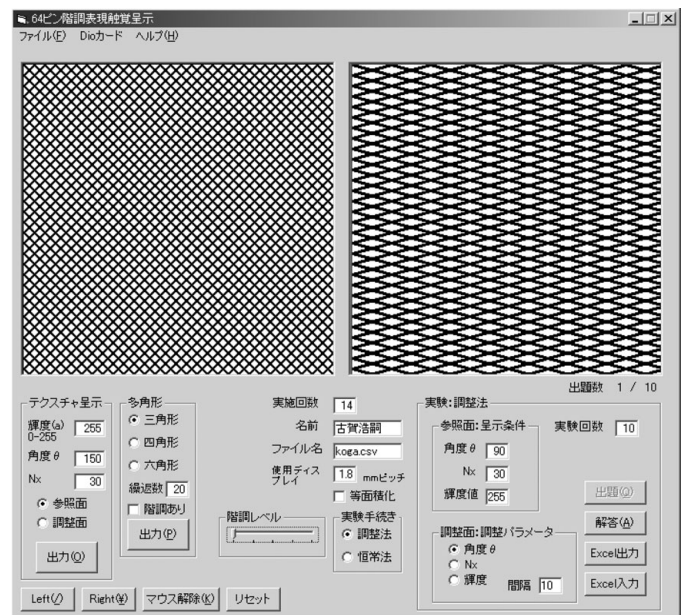 64ピン階調表現触覚呈示
ファイル(F) Dioカード ヘルプ(H)
出題数 1 / 10
テクスチャ呈示
輝度(a) 255
0-255
角度θ 150
Nx 30
参照面
調整面
出力(O)
多角形
三角形
四角形
六角形
繰返数 20
階調あり
出力(P)
実施回数 14
名前 古賀浩嗣
ファイル名 koga.csv
使用ディス
プレイ 1.8 mmピッチ
等面積化
階調レベル
実験手続き
調整法
恒常法
実験:調整法
参照面:呈示条件
角度θ 90
Nx 30
輝度値 255
実験回数 10
調整面:調整パラメータ
角度θ
Nx
輝度 間隔 10
出題(Q)
解答(A)
Excel出力
Excel入力
Left(/) Right(¥) マウス解除(K) リセット